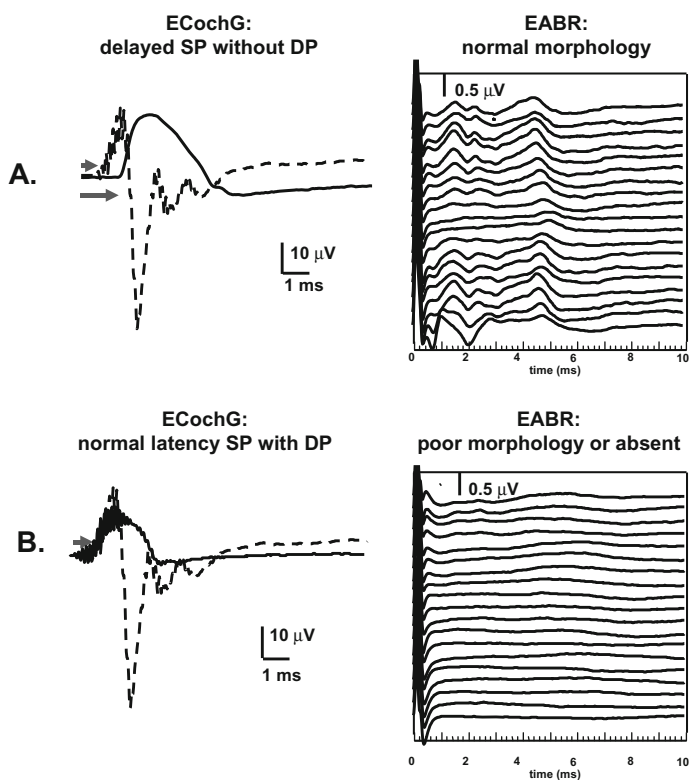 ECochG:
delayed SP without DP
EABR:
normal morphology
0.5 µV
A.
10 µV
1 ms
0 2 4 6 8 10
time (ms)
ECochG:
normal latency SP with DP
EABR:
poor morphology or absent
0.5 µV
B.
10 µV
1 ms
0 2 4 6 8 10
time (ms)